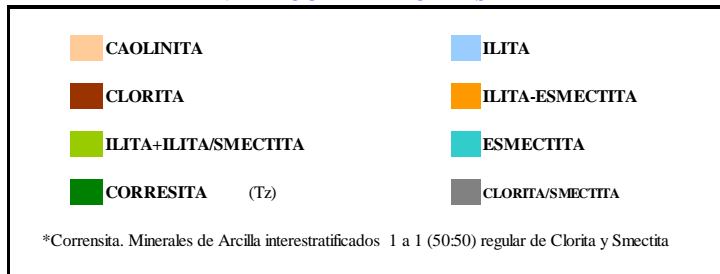 CAOLINITA
ILITA
CLORITA
ILITA-ESMECTITA
ILITA+ILITA/SMECTITA
ESMECTITA
CORRESITA (Tz)
CLORITA/SMECTITA
*Corrensita. Minerales de Arcilla interestratificados 1 a 1 (50:50) regular de Clorita y Smectita